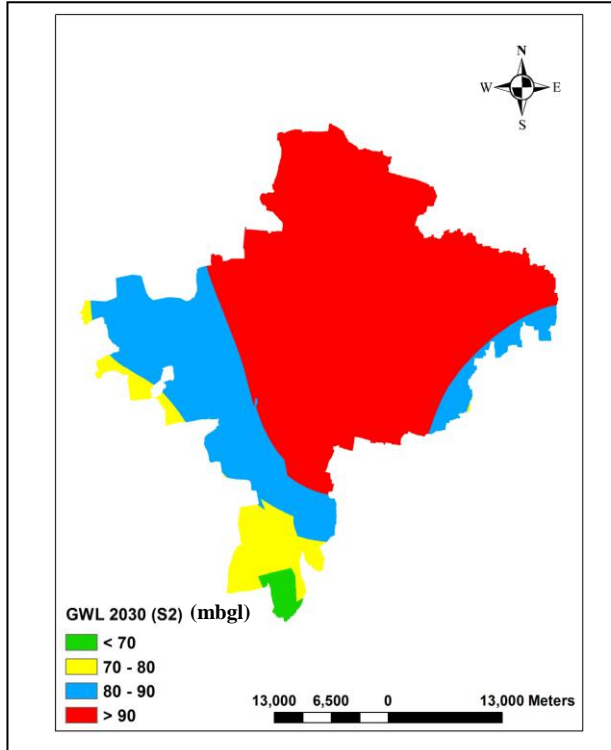 N
W E
S
GWL 2030 (S2) (mbgl)
< 70
70 - 80
80 - 90
> 90
13,000 6,500 0 13,000 Meters